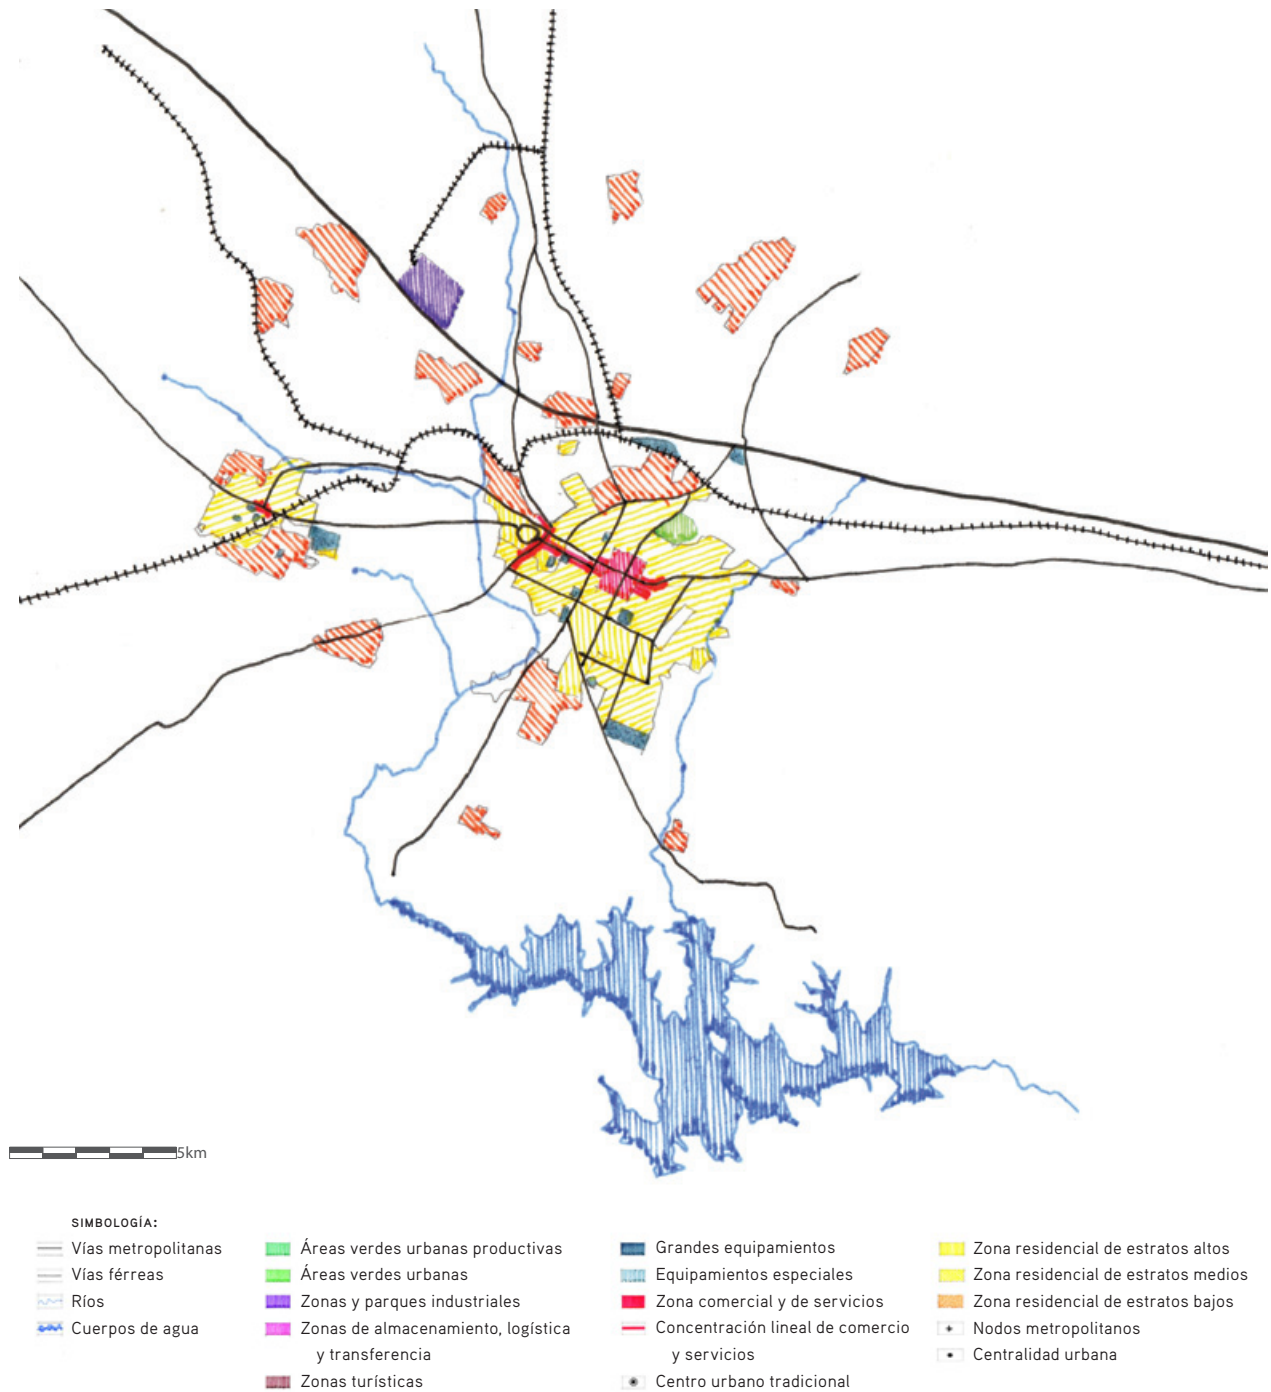 5km
SIMBOLOGÍA:
Vías metropolitanas
Vías férreas
Ríos
Cuerpos de agua
Áreas verdes urbanas productivas
Áreas verdes urbanas
Zonas y parques industriales
Zonas de almacenamiento, logística
y transferencia
Zonas turísticas
Grandes equipamientos
Equipamientos especiales
Zona comercial y de servicios
Concentración lineal de comercio
y servicios
Centro urbano tradicional
Zona residencial de estratos altos
Zona residencial de estratos medios
Zona residencial de estratos bajos
Nodos metropolitanos
Centralidad urbana